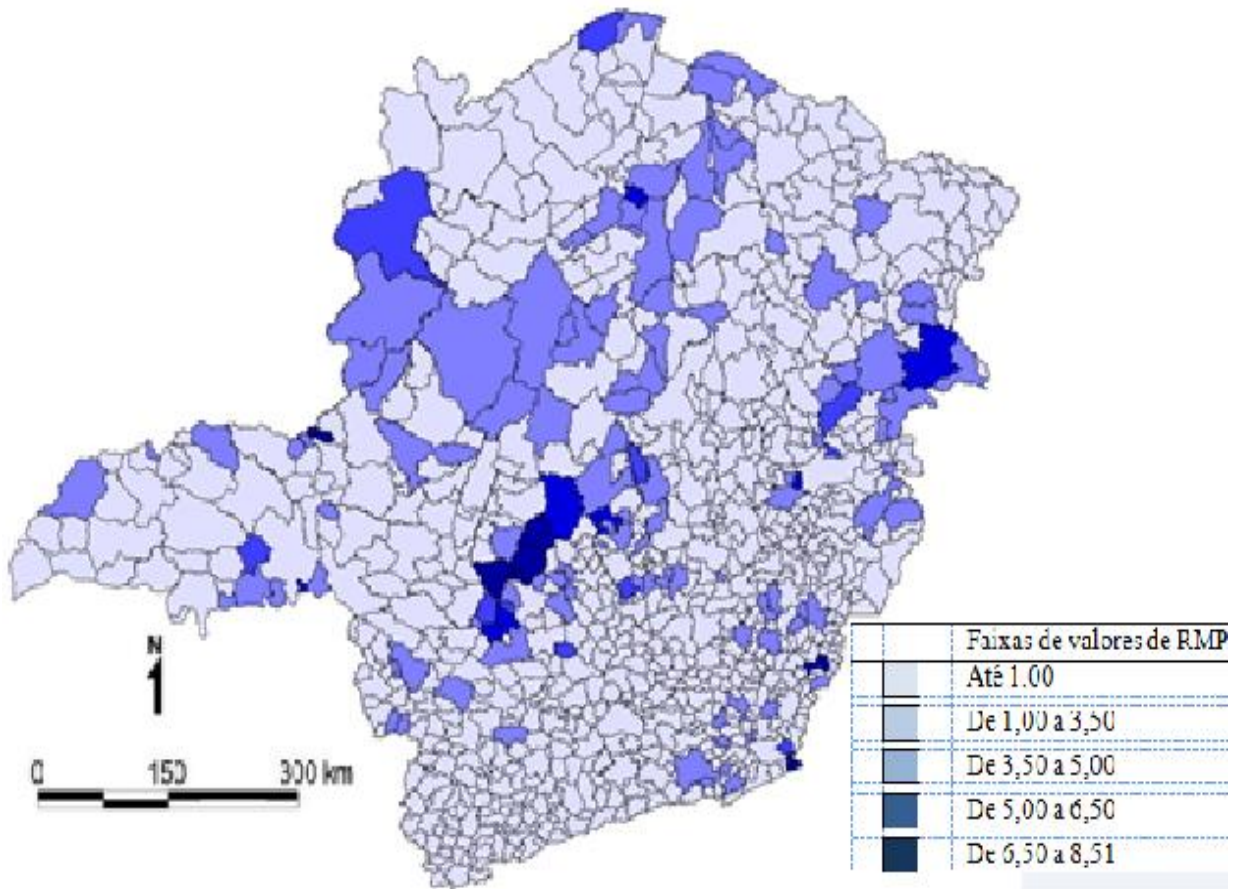 N
0 150 300 km
Faixas de valores de RMP
Até 1.00
De 1,00 a 3,50
De 3,50 a 5,00
De 5,00 a 6,50
De 6,50 a 8,51